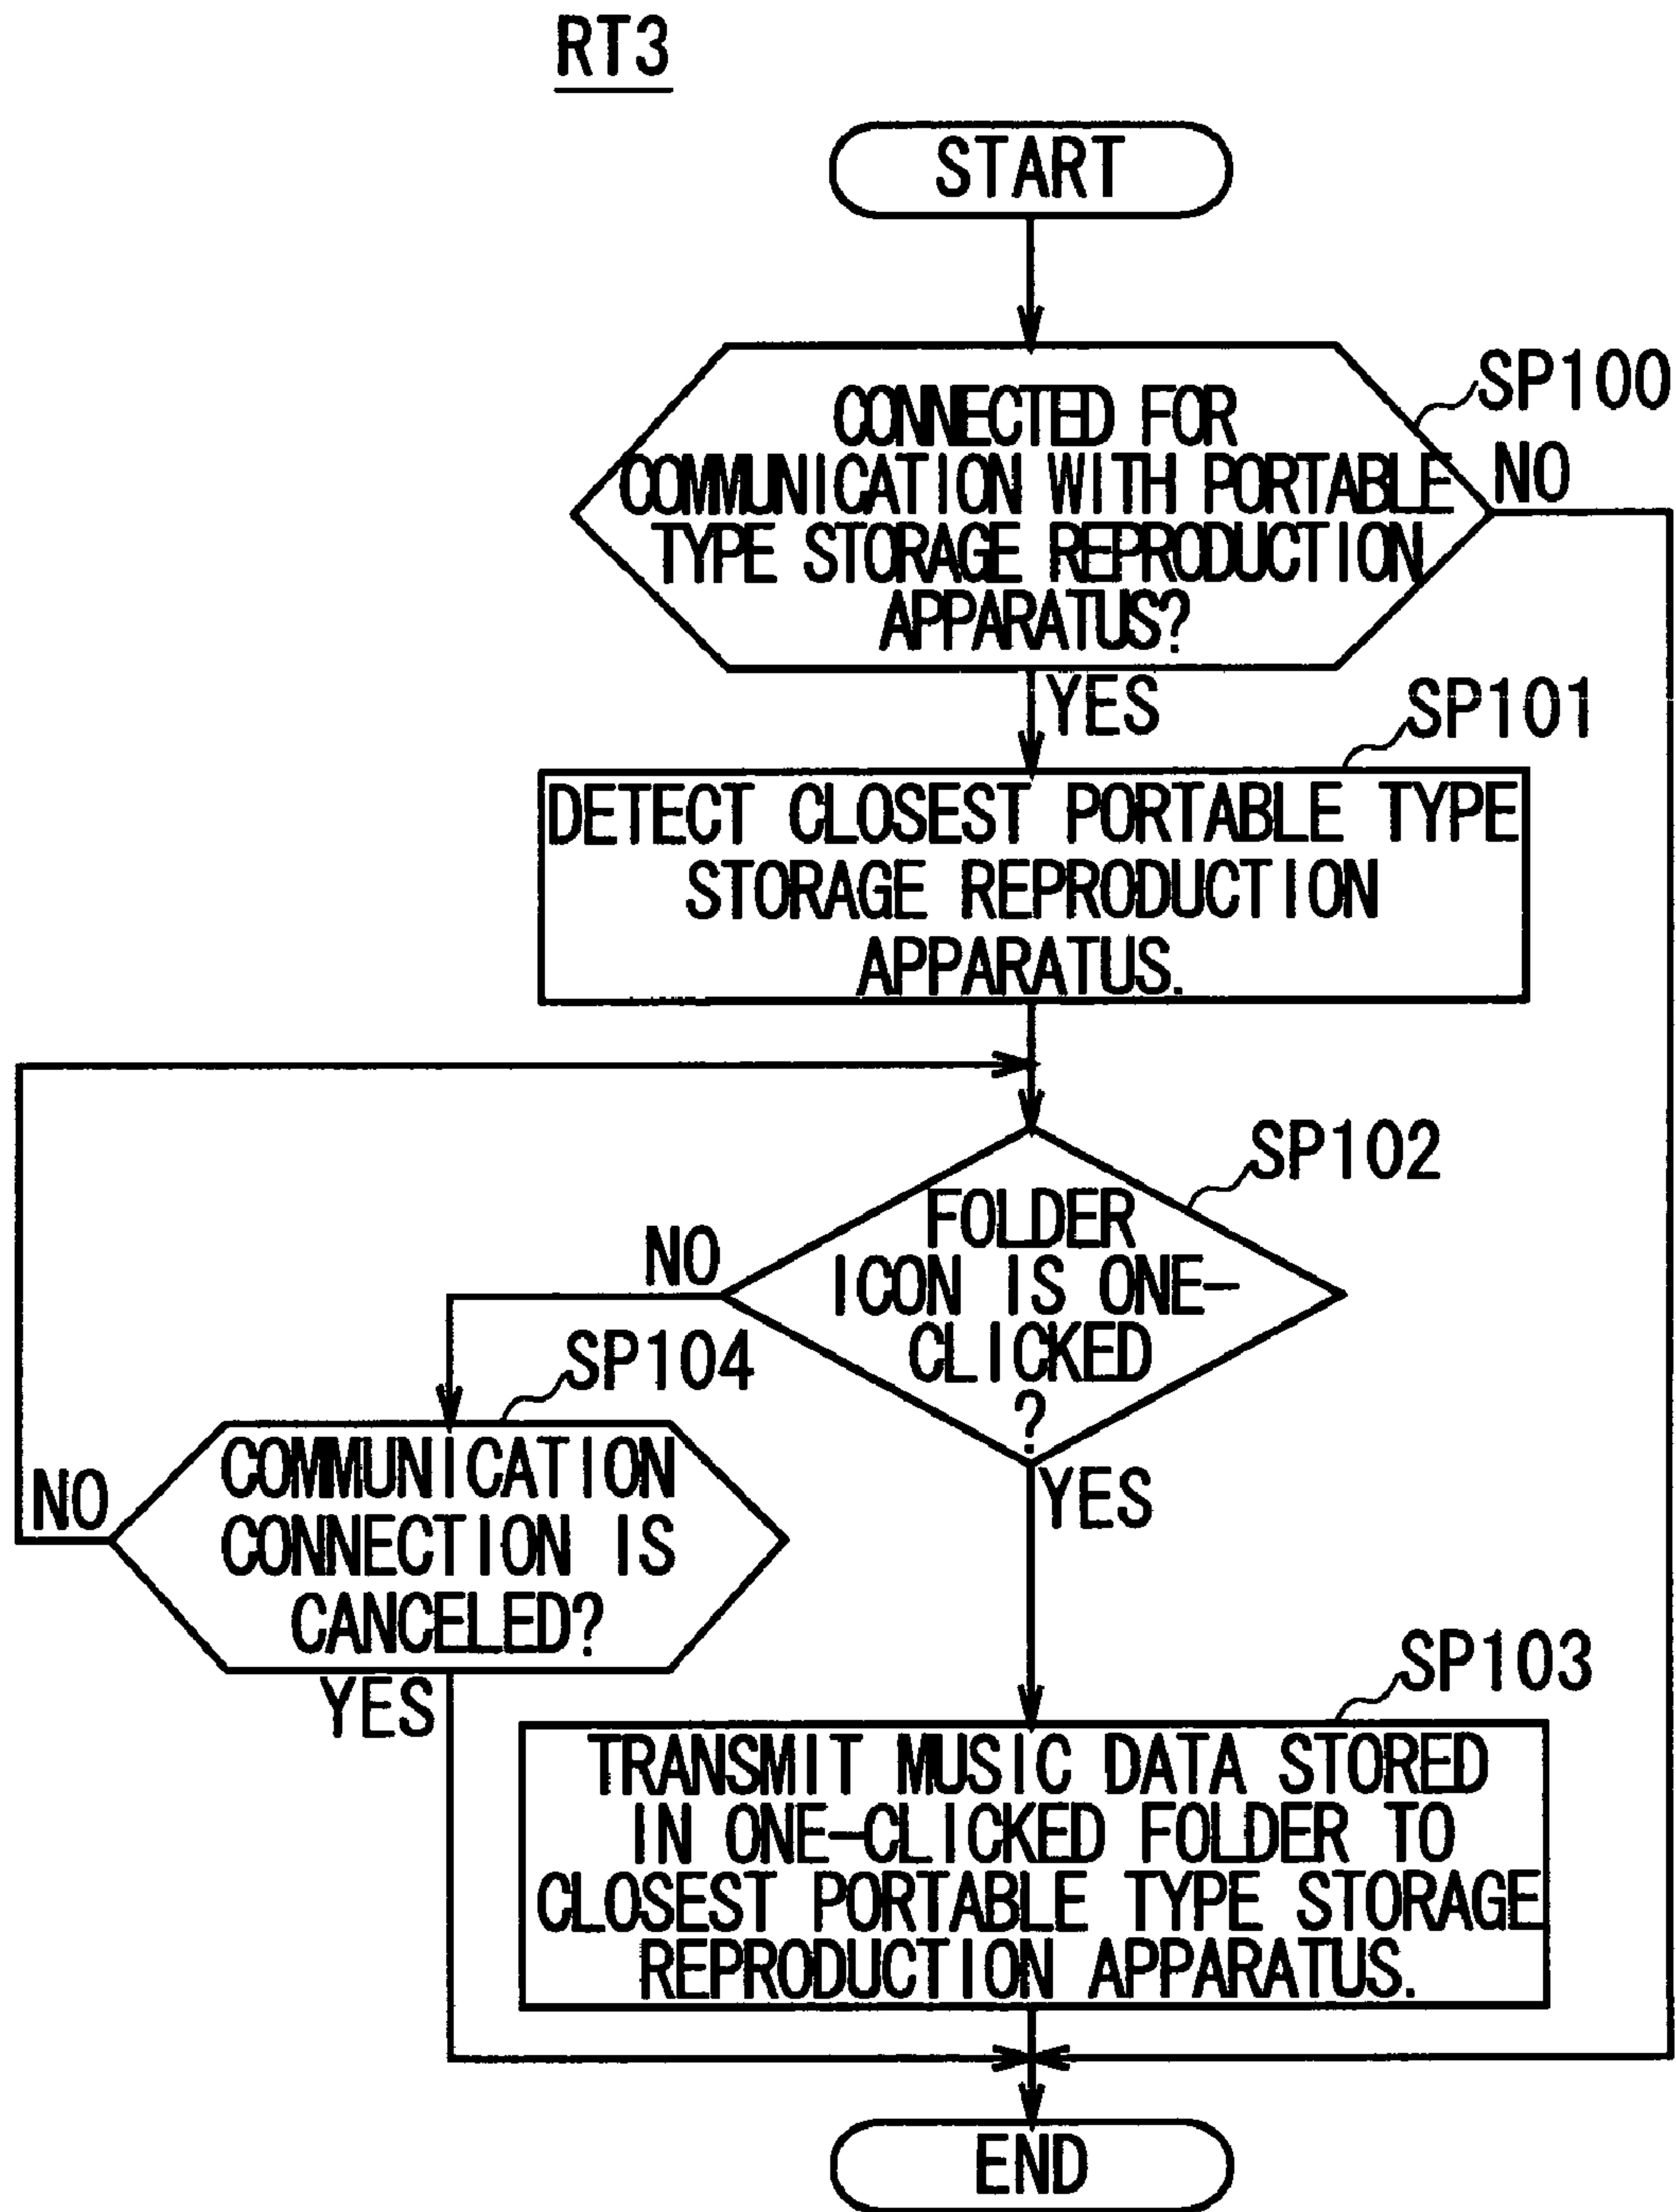 RT3
START
SP100
CONNECTED FOR
COMMUNICATION WITH PORTABLE
TYPE STORAGE REPRODUCTION
APPARATUS?
NO
YES
SP101
DETECT CLOSEST PORTABLE TYPE
STORAGE REPRODUCTION
APPARATUS.
SP102
FOLDER
ICON IS ONE-
CLICKED
?
NO
YES
SP104
COMMUNICATION
CONNECTION IS
CANCELED?
NO
YES
SP103
TRANSMIT MUSIC DATA STORED
IN ONE-CLICKED FOLDER TO
CLOSEST PORTABLE TYPE STORAGE
REPRODUCTION APPARATUS.
END